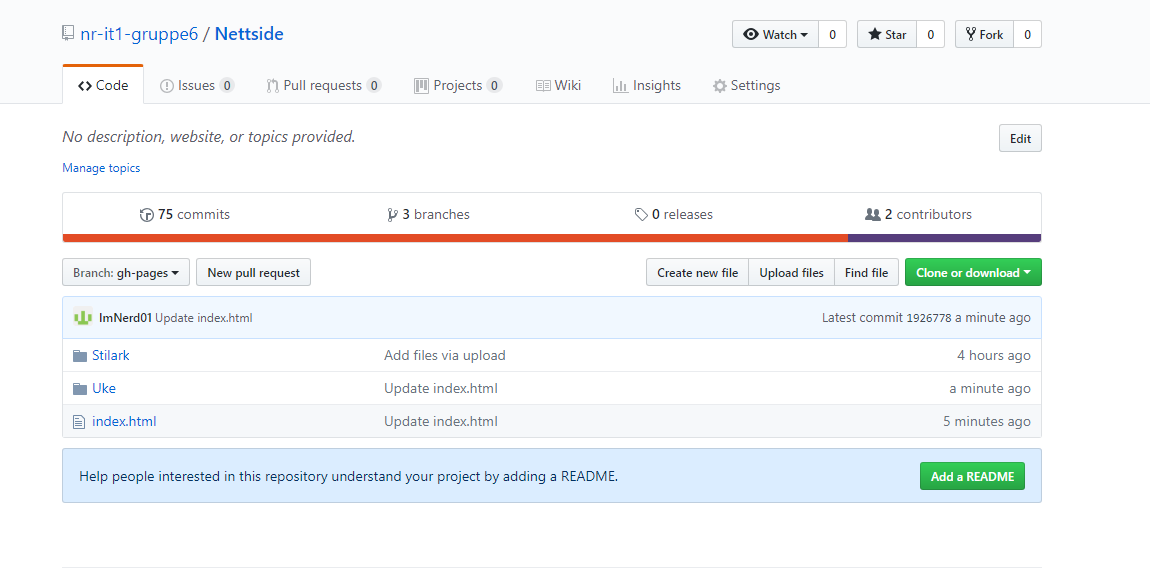 nr-it1-gruppe6 / Nettside
Watch 0 Star 0 Fork 0
Code Issues 0 Pull requests 0 Projects 0 Wiki Insights Settings
No description, website, or topics provided. Edit
Manage topics
75 commits 3 branches 0 releases 2 contributors
Branch: gh-pages New pull request Create new file Upload files Find file Clone or download
ImNerd01 Update index.html Latest commit 1926778 a minute ago
Stilark Add files via upload 4 hours ago
Uke Update index.html a minute ago
index.html Update index.html 5 minutes ago
Help people interested in this repository understand your project by adding a README. Add a README